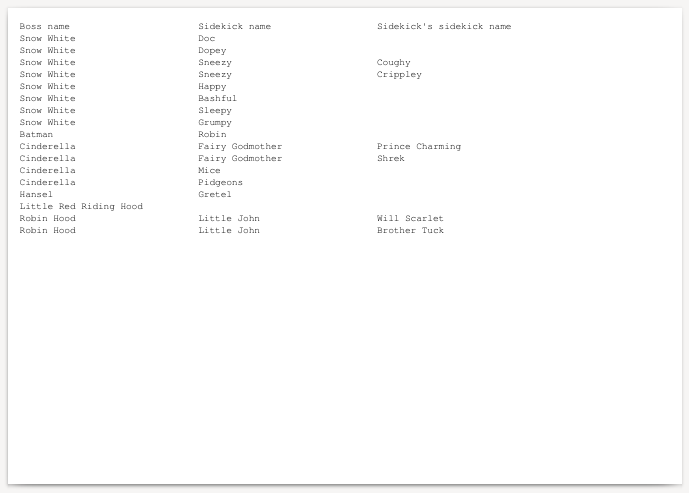 Boss name Sidekick name Sidekick's sidekick name
Snow White Doc
Snow White Dopey
Snow White Sneezy Coughy
Snow White Sneezy Crippley
Snow White Happy
Snow White Bashful
Snow White Sleepy
Snow White Grumpy
Batman Robin
Cinderella Fairy Godmother Prince Charming
Cinderella Fairy Godmother Shrek
Cinderella Mice
Cinderella Pidgeons
Hansel Gretel
Little Red Riding Hood
Robin Hood Little John Will Scarlet
Robin Hood Little John Brother Tuck